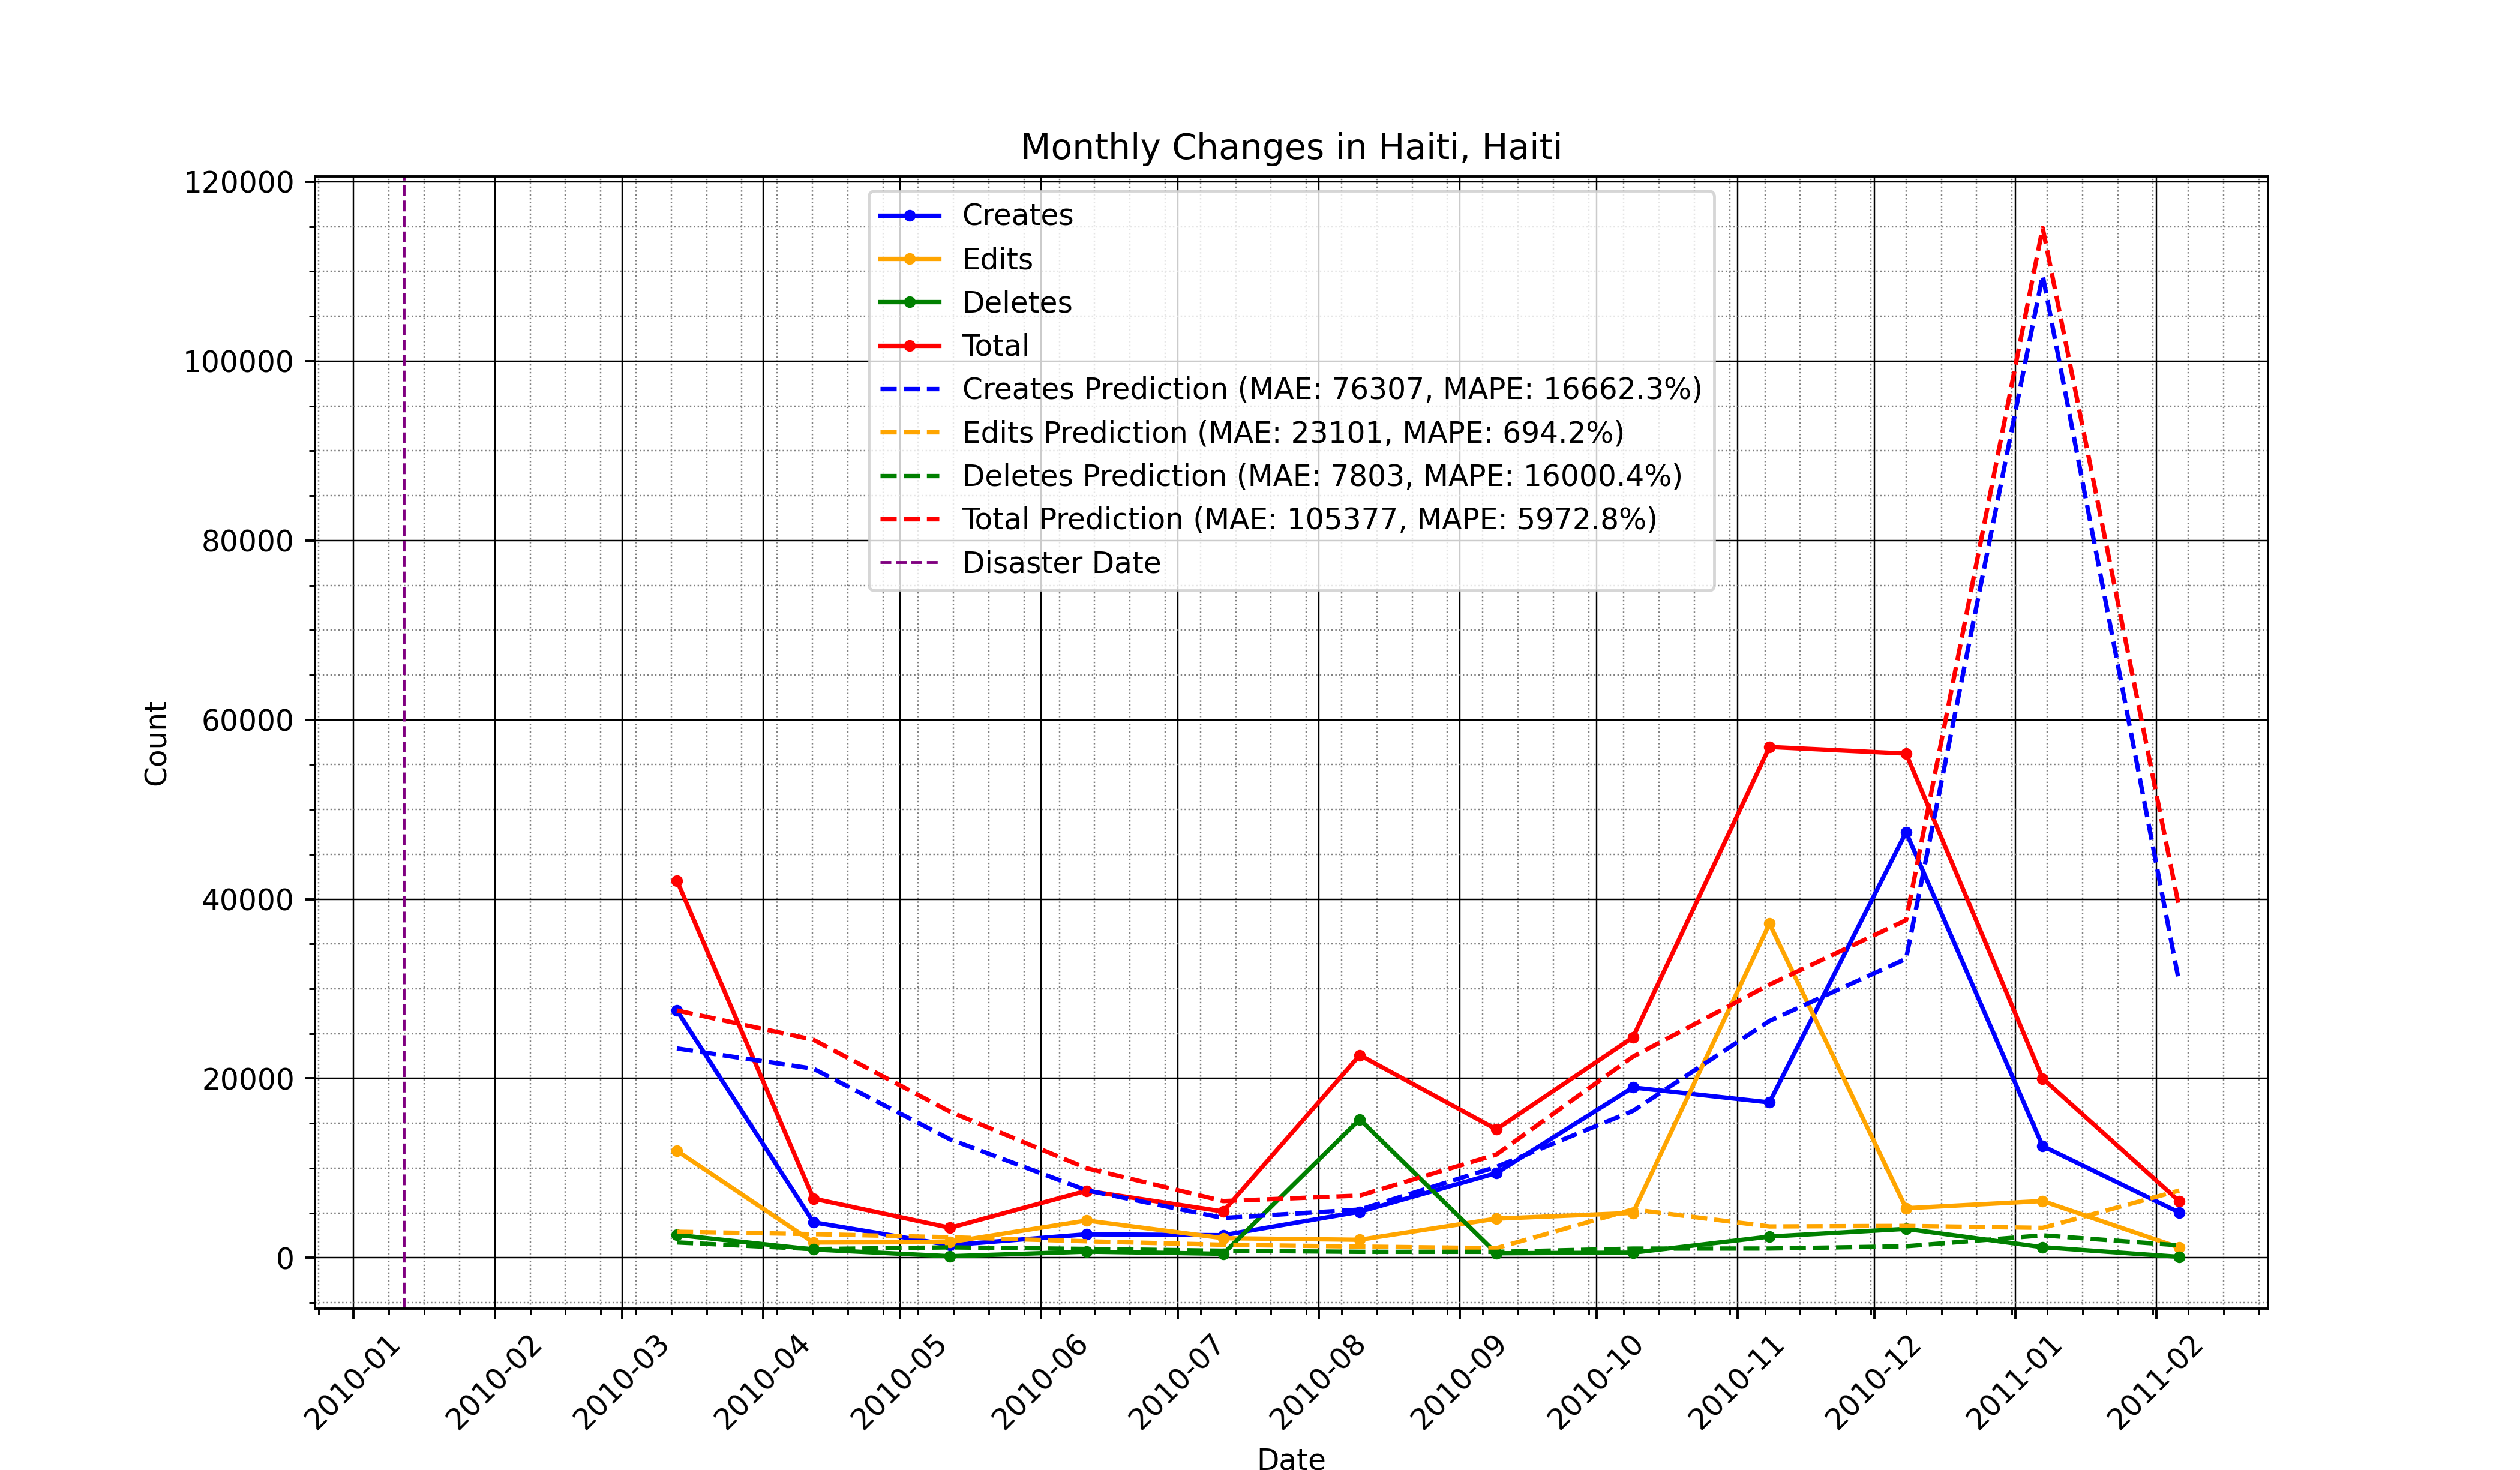 Monthly Changes in Haiti, Haiti
120000
100000
80000
60000
40000
20000
0
Count
Creates
Edits
Deletes
Total
Creates Prediction (MAE: 76307, MAPE: 16662.3%)
Edits Prediction (MAE: 23101, MAPE: 694.2%)
Deletes Prediction (MAE: 7803, MAPE: 16000.4%)
Total Prediction (MAE: 105377, MAPE: 5972.8%)
Disaster Date
2010-01
2010-02
2010-03
2010-04
2010-05
2010-06
2010-07
2010-08
2010-09
2010-10
2010-11
2010-12
2011-01
2011-02
Date